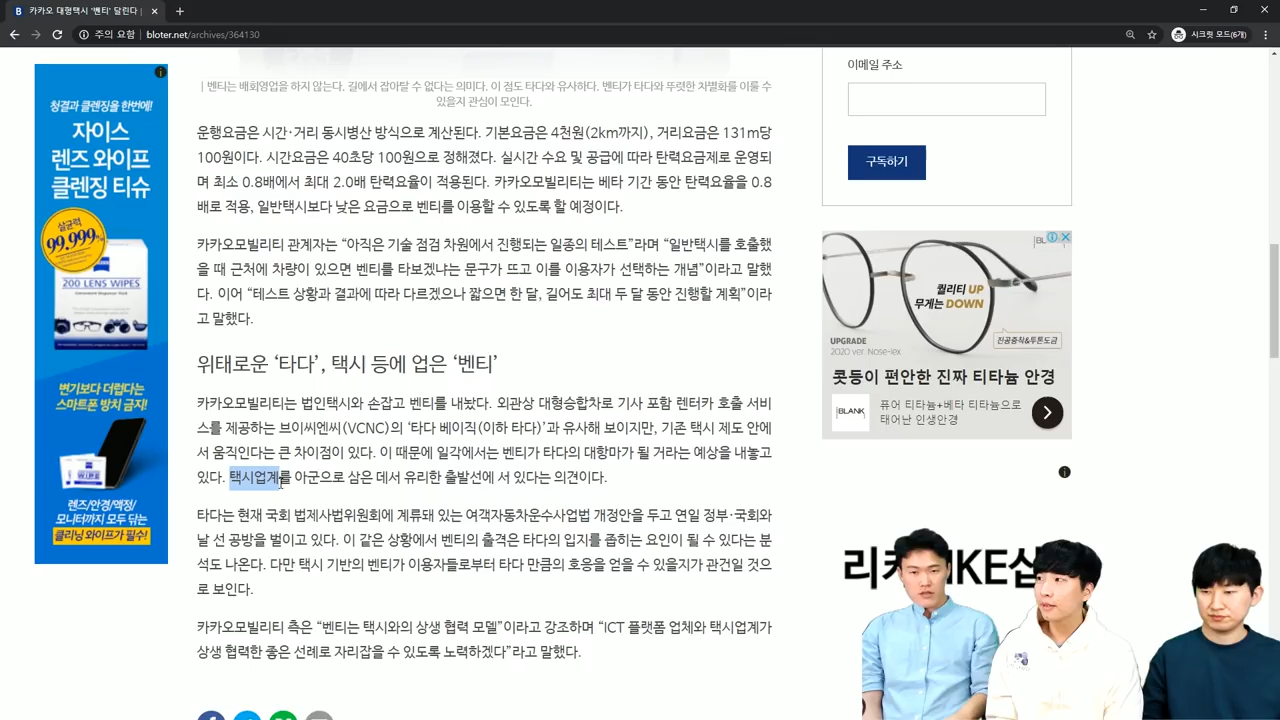 B 카카오 대형택시 '벤티' 달린다 |
주의 요함
bloter.net/archives/364130
시크릿 모드(6개)
청결과 클렌징을 한번에!
자이스
렌즈 와이프
클렌징 티슈
살균력
99.999%
ZEISS
200 LENS WIPES
변기보다 더럽다는
스마트폰 방치 금지!
렌즈/안경/액정/
모니터까지 모두 닦는
클리닝 와이프가 필수!
| 벤티는 배회영업을 하지 않는다. 길에서 잡아탈 수 없다는 의미다. 이 점도 타다와 유사하다. 벤티가 타다와 뚜렷한 차별화를 이룰 수
있을지 관심이 모인다.
운행요금은 시간·거리 동시병산 방식으로 계산된다. 기본요금은 4천원(2km까지), 거리요금은 131m당
100원이다. 시간요금은 40초당 100원으로 정해졌다. 실시간 수요 및 공급에 따라 탄력요금제로 운영되
며 최소 0.8배에서 최대 2.0배 탄력요율이 적용된다. 카카오모빌리티는 베타 기간 동안 탄력요율을 0.8
배로 적용, 일반택시보다 낮은 요금으로 벤티를 이용할 수 있도록 할 예정이다.
카카오모빌리티 관계자는 “아직은 기술 점검 차원에서 진행되는 일종의 테스트”라며 “일반택시를 호출했
을 때 근처에 차량이 있으면 벤티를 타보겠냐는 문구가 뜨고 이를 이용자가 선택하는 개념”이라고 말했
다. 이어 “테스트 상황과 결과에 따라 다르겠으나 짧으면 한 달, 길어도 최대 두 달 동안 진행할 계획”이라
고 말했다.
위태로운 ‘타다’, 택시 등에 업은 ‘벤티’
카카오모빌리티는 법인택시와 손잡고 벤티를 내놨다. 외관상 대형승합차로 기사 포함 렌터카 호출 서비
스를 제공하는 브이씨엔씨(VCNC)의 ‘타다 베이직(이하 타다)’과 유사해 보이지만, 기존 택시 제도 안에
서 움직인다는 큰 차이점이 있다. 이 때문에 일각에서는 벤티가 타다의 대항마가 될 거라는 예상을 내놓고
있다. 택시업계를 아군으로 삼은 데서 유리한 출발선에 서 있다는 의견이다.
타다는 현재 국회 법제사법위원회에 계류돼 있는 여객자동차운수사업법 개정안을 두고 연일 정부·국회와
날 선 공방을 벌이고 있다. 이 같은 상황에서 벤티의 출격은 타다의 입지를 좁히는 요인이 될 수 있다는 분
석도 나온다. 다만 택시 기반의 벤티가 이용자들로부터 타다 만큼의 호응을 얻을 수 있을지가 관건일 것으
로 보인다.
카카오모빌리티 측은 “벤티는 택시와의 상생 협력 모델”이라고 강조하며 “ICT 플랫폼 업체와 택시업계가
상생 협력한 좋은 선례로 자리잡을 수 있도록 노력하겠다”라고 말했다.
이메일 주소
구독하기
퀄리티 UP
무게는 DOWN
UPGRADE
2020 ver. Nose-lex
진공증착&투톤도금
콧등이 편안한 진짜 티타늄 안경
BLANK
퓨어 티타늄+베타 티타늄으로
태어난 인생안경